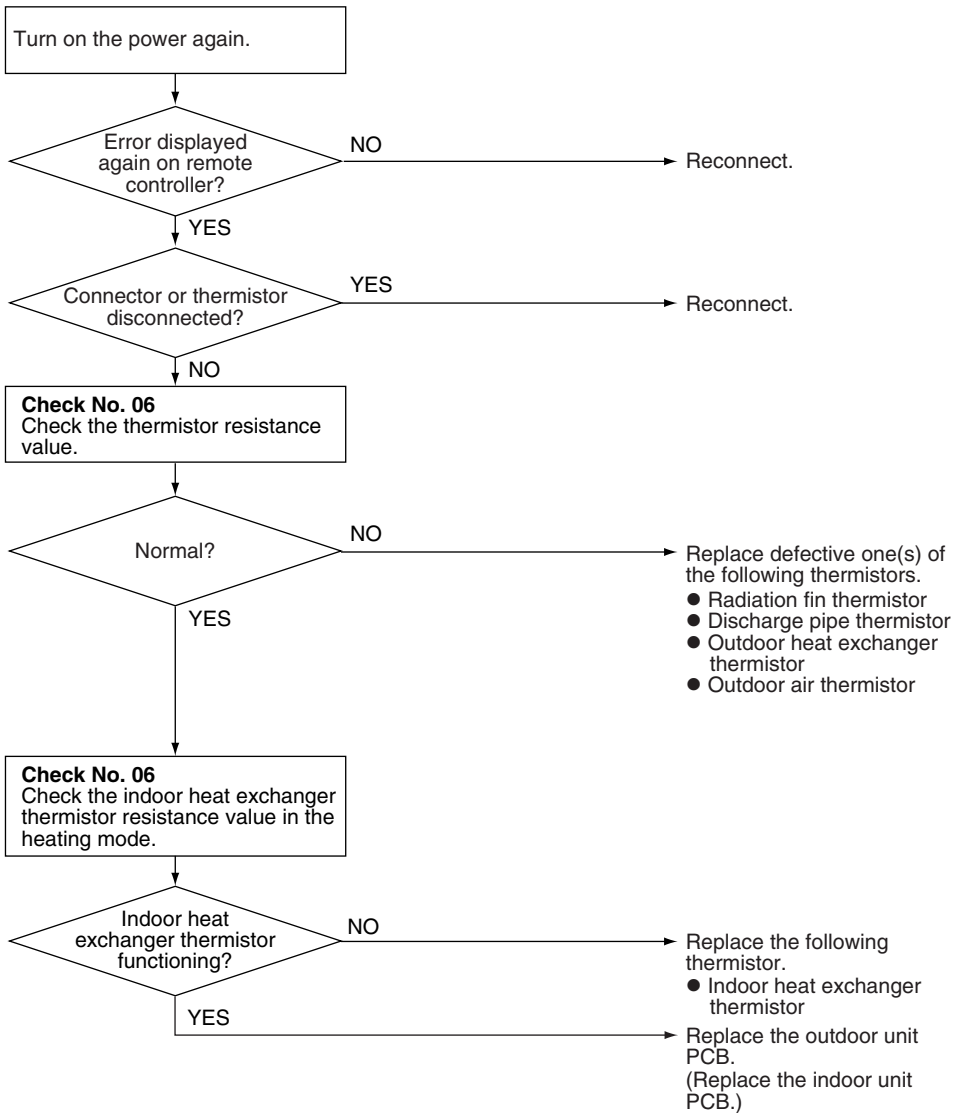 Turn on the power again.
Error displayed
again on remote
controller?
NO
Reconnect.
YES
Connector or thermistor
disconnected?
YES
Reconnect.
NO
Check No. 06
Check the thermistor resistance
value.
Normal?
NO
Replace defective one(s) of
the following thermistors.
● Radiation fin thermistor
● Discharge pipe thermistor
● Outdoor heat exchanger
thermistor
● Outdoor air thermistor
YES
Check No. 06
Check the indoor heat exchanger
thermistor resistance value in the
heating mode.
Indoor heat
exchanger thermistor
functioning?
NO
Replace the following
thermistor.
● Indoor heat exchanger
thermistor
YES
Replace the outdoor unit
PCB.
(Replace the indoor unit
PCB.)